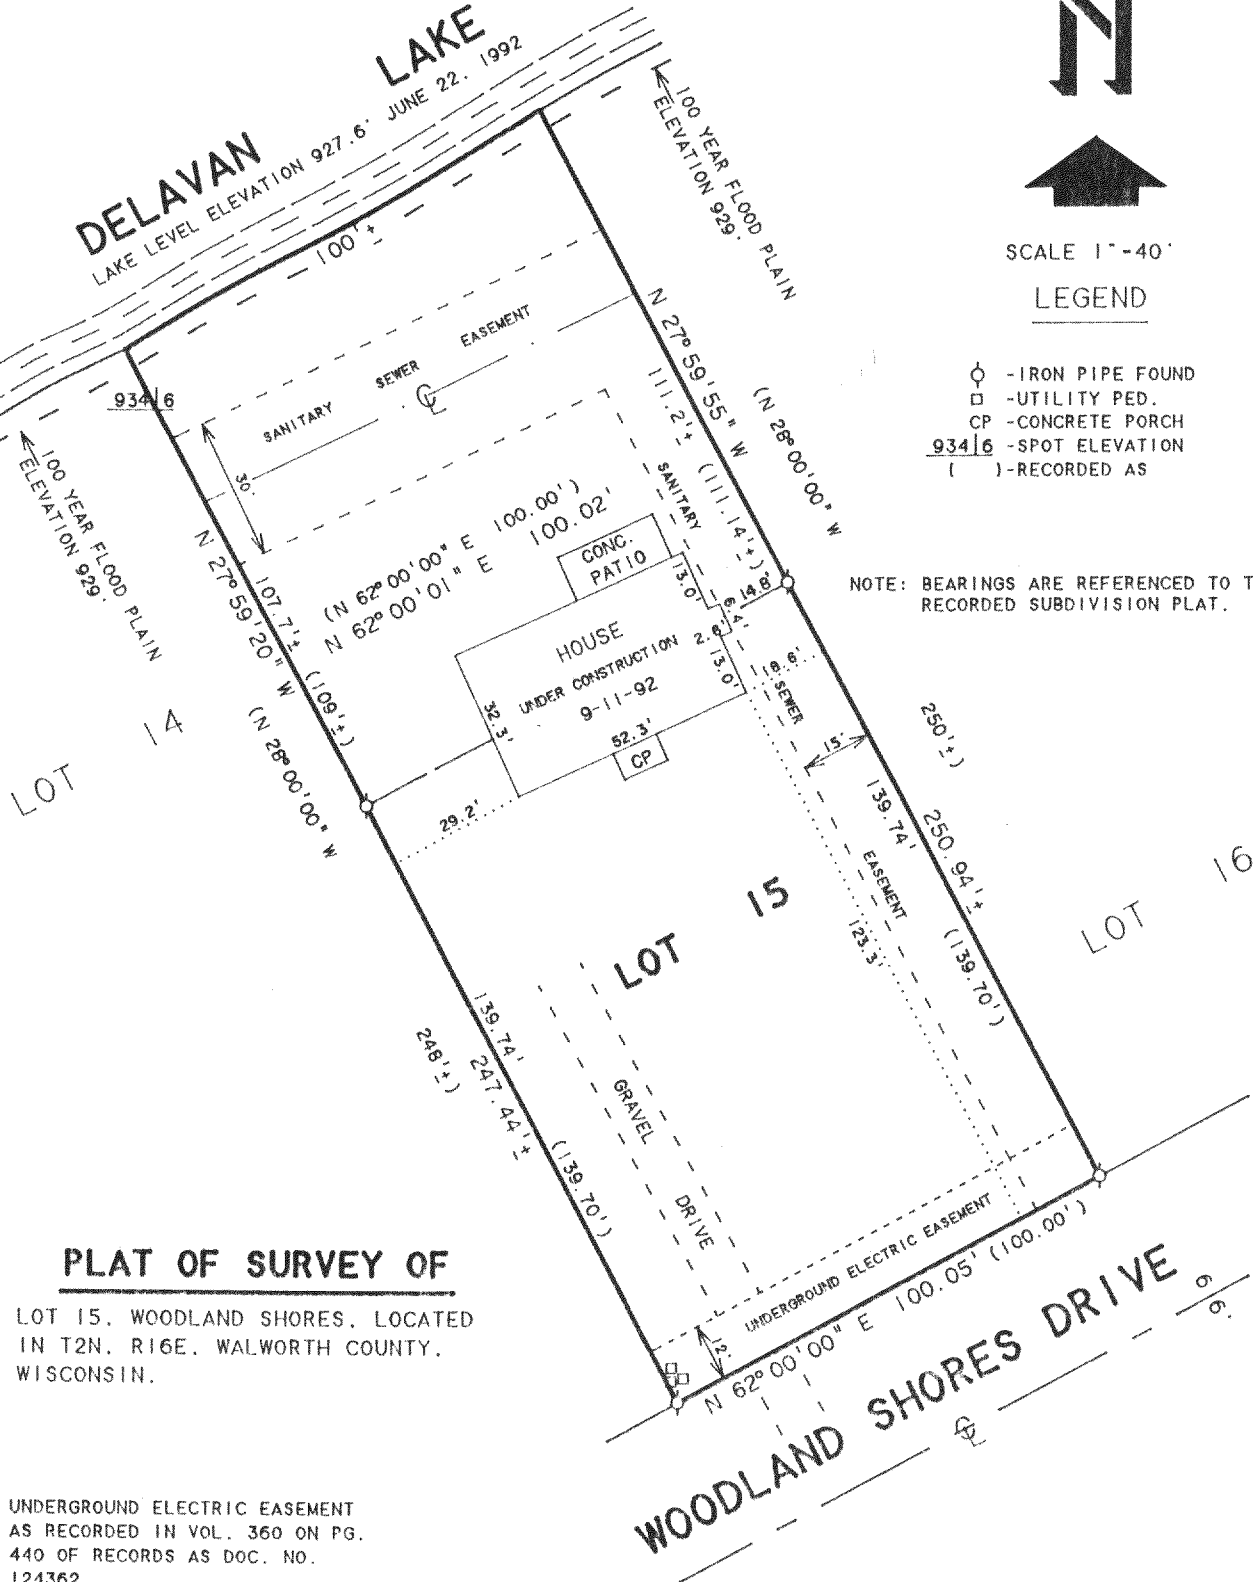 DELAVAN LAKE
LAKE LEVEL ELEVATION 927.6' JUNE 22, 1992
N
SCALE 1"-40'
LEGEND
-IRON PIPE FOUND
-UTILITY PED.
CP -CONCRETE PORCH
934|6 -SPOT ELEVATION
( )-RECORDED AS
NOTE: BEARINGS ARE REFERENCED TO T
RECORDED SUBDIVISION PLAT.
100 YEAR FLOOD PLAIN
ELEVATION 929.
100'±
934|6
SANITARY SEWER EASEMENT
℄
30'
100 YEAR FLOOD PLAIN
ELEVATION 929.
N 27°59'55" W
(N 28°00'00" W
111.2'± (111.14'±)
N 27°59'20" W
(N 28°00'00" W
107.7'± (109'±)
(N 62°00'00" E 100.00')
N 62°00'01" E 100.02'
CONC.
PATIO
HOUSE
UNDER CONSTRUCTION
9-11-92
13.0'
6.4'
2.6'
13.0'
14.8'
18.6'
32.3'
52.3'
CP
29.2'
SANITARY SEWER EASEMENT
15'
LOT 14
LOT 15
LOT 16
250'±)
139.74'
250.94'±
(139.70')
123.3'
139.74'
248'±)
247.44'±
(139.70')
GRAVEL DRIVE
UNDERGROUND ELECTRIC EASEMENT
12'
N 62°00'00" E 100.05' (100.00')
WOODLAND SHORES DRIVE
66'
℄
PLAT OF SURVEY OF
LOT 15, WOODLAND SHORES, LOCATED
IN T2N, R16E, WALWORTH COUNTY,
WISCONSIN.
UNDERGROUND ELECTRIC EASEMENT
AS RECORDED IN VOL. 360 ON PG.
440 OF RECORDS AS DOC. NO.
124362